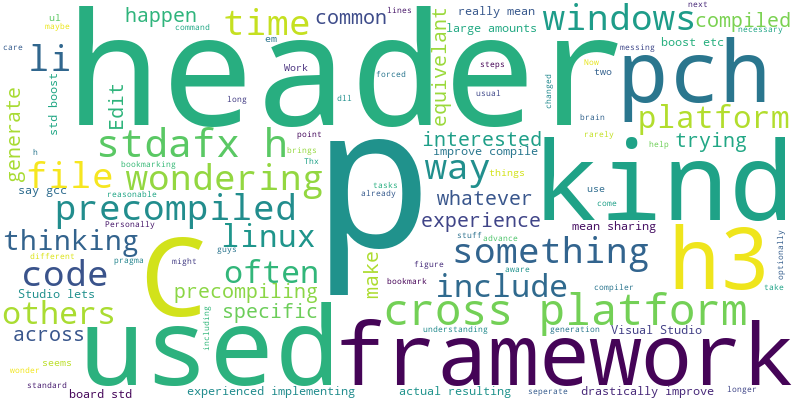 happen
time
common
lines
really mean
next
windows
compiled
ul
command
maybe
header
em
large amounts
boost etc
necessary
care
li
Work
equivelant
steps
forced
messing
Now
two
pch
std boost
Edit
long
dll
usual
changed
brain
platform
generate
h
stdafx h
point
p
interested
rarely
help
trying
improve compile
things
brings
Thx
bookmarking
file
wondering
already
tasks
way
kind
say gcc
reasonable
whatever
use
come
precompiled
experience
mean sharing
Personally
guys
stuff
advance
thinking
linux
might
c
something
h3
optionally
different
pragma
figure
aware
code
often
make
bookmark
include
compiler
take
Studio lets
precompiling
others
specific
cross platform
across
including
used
understanding
generation
Visual Studio
seems
framework
wonder
standard
board std
experienced implementing
actual resulting
seperate
drastically improve
longer